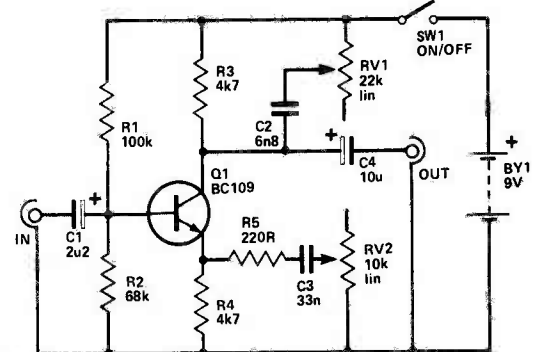 SW1
ON/OFF
R3
4k7
RV1
22k
lin
R1
100k
C2
6n8
+
C4
10u
OUT
+
BY1
9V
Q1
BC109
IN
+
C1
2u2
R5
220R
RV2
10k
lin
C3
33n
R2
68k
R4
4k7